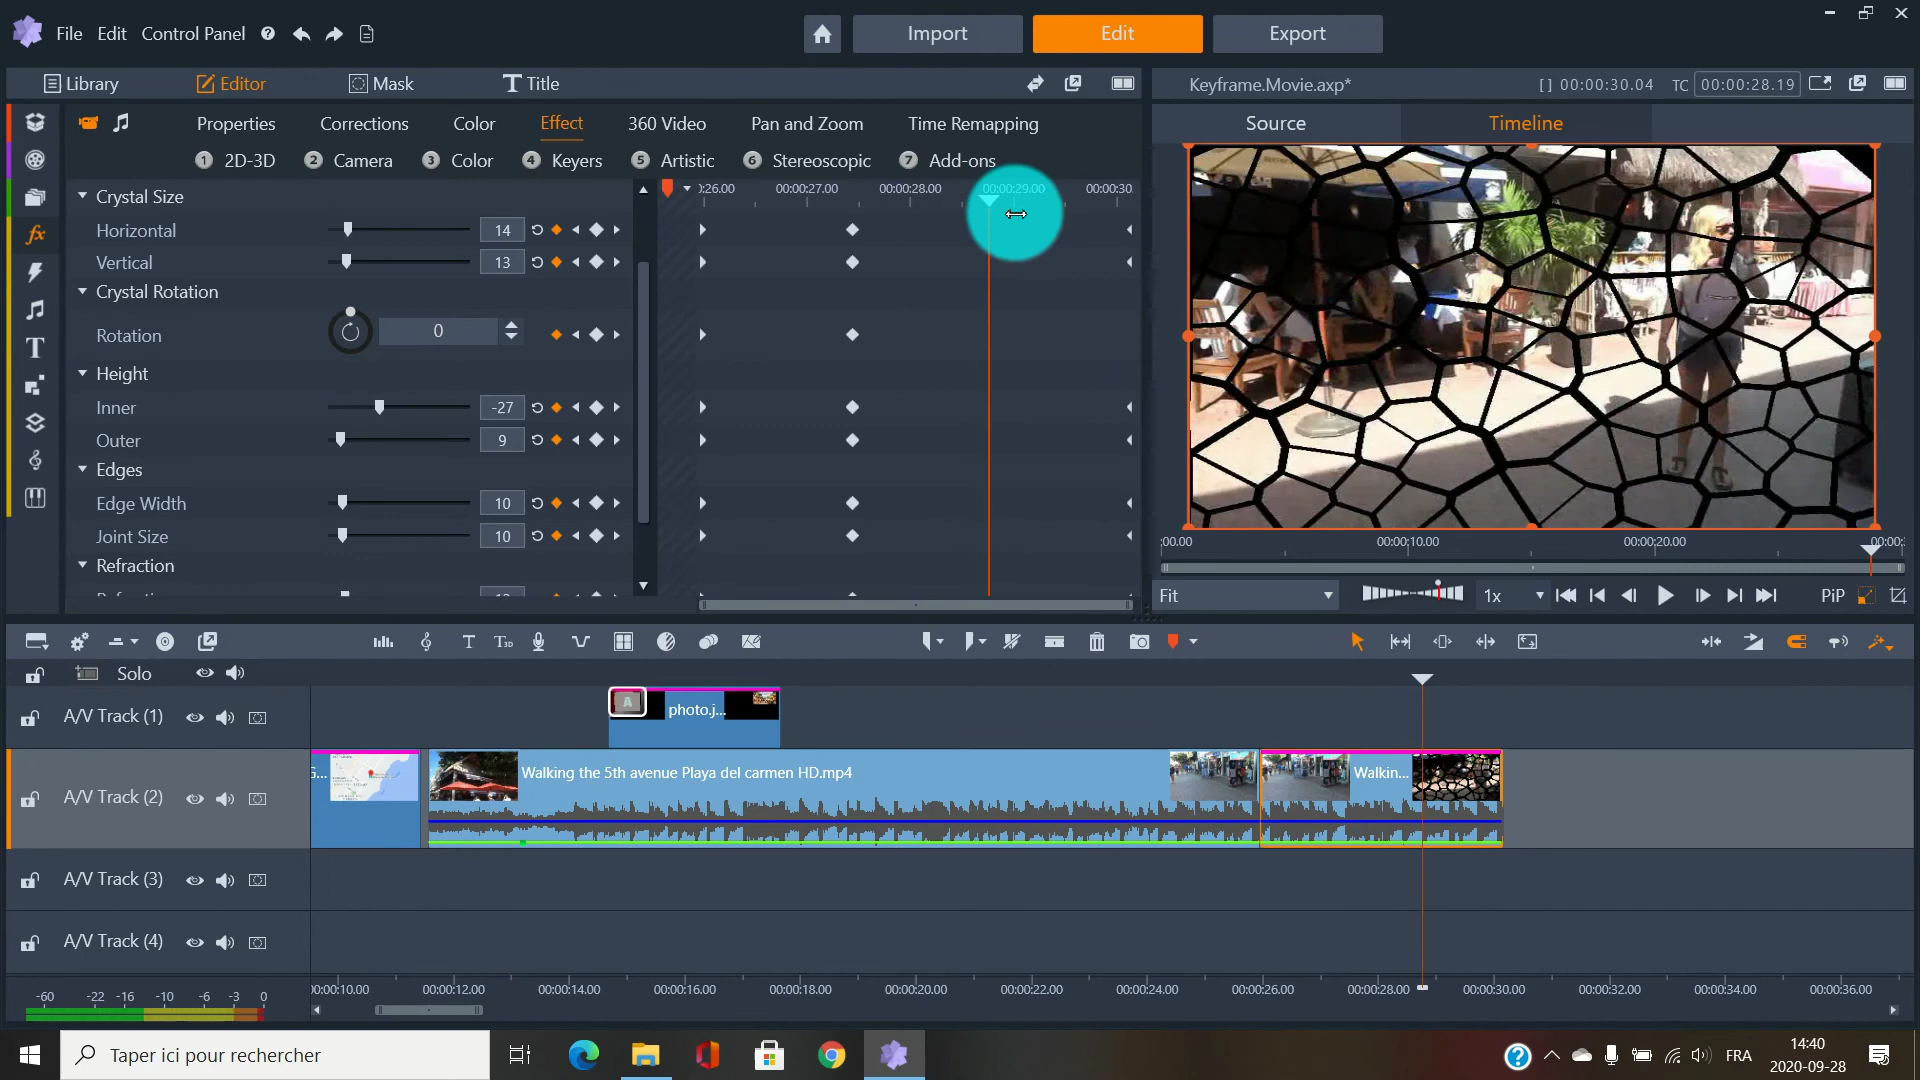 File Edit Control Panel
Import Edit Export
Library Editor Mask Title
Keyframe.Movie.axp* [] 00:00:30.04 TC 00:00:28.19
Properties Corrections Color Effect 360 Video Pan and Zoom Time Remapping
Source Timeline
1 2D-3D 2 Camera 3 Color 4 Keyers 5 Artistic 6 Stereoscopic 7 Add-ons
Crystal Size
:26.00 00:00:27.00 00:00:28.00 00:00:29.00 00:00:30
Horizontal 14
Vertical 13
Crystal Rotation
Rotation 0
Height
Inner -27
Outer 9
Edges
Edge Width 10
Joint Size 10
Refraction
:00.00 00:00:10.00 00:00:20.00 00:00:
Fit 1x PiP
Solo
A/V Track (1)
A photo.j...
A/V Track (2)
Walking the 5th avenue Playa del carmen HD.mp4 Walkin...
A/V Track (3)
A/V Track (4)
-60 -22 -16 -10 -6 -3 0
00:00:10.00 00:00:12.00 00:00:14.00 00:00:16.00 00:00:18.00 00:00:20.00 00:00:22.00 00:00:24.00 00:00:26.00 00:00:28.00 00:00:30.00 00:00:32.00 00:00:34.00 00:00:36.00
Taper ici pour rechercher
FRA
14:40
2020-09-28